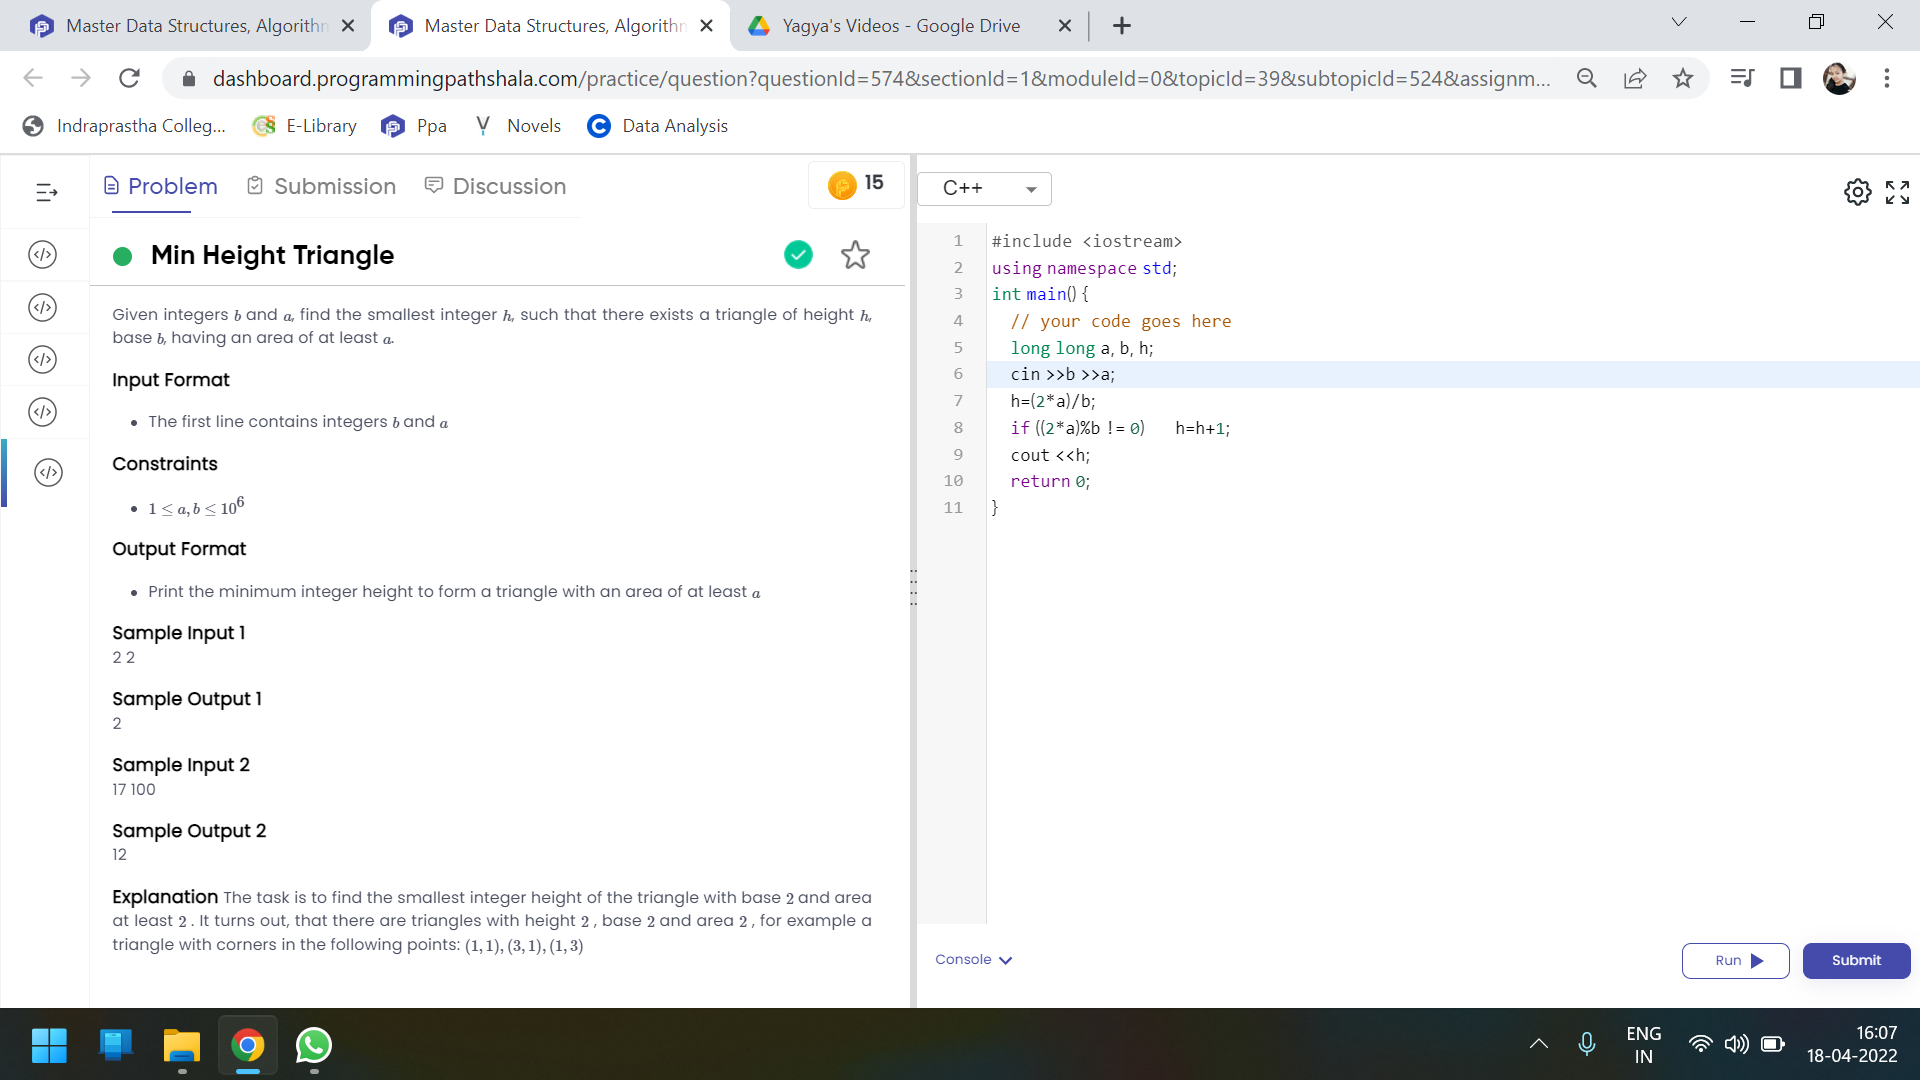 Master Data Structures, Algorithm
Master Data Structures, Algorithm
Yagya's Videos - Google Drive
dashboard.programmingpathshala.com/practice/question?questionId=574&sectionId=1&moduleId=0&topicId=39&subtopicId=524&assignm...
Indraprastha Colleg...
E-Library
Ppa
Novels
Data Analysis
Problem
Submission
Discussion
15
Min Height Triangle
Given integers b and a, find the smallest integer h, such that there exists a triangle of height h,
base b, having an area of at least a.
Input Format
• The first line contains integers b and a
Constraints
• 1 ≤ a, b ≤ 10^6
Output Format
• Print the minimum integer height to form a triangle with an area of at least a
Sample Input 1
2 2
Sample Output 1
2
Sample Input 2
17 100
Sample Output 2
12
Explanation The task is to find the smallest integer height of the triangle with base 2 and area
at least 2 . It turns out, that there are triangles with height 2 , base 2 and area 2 , for example a
triangle with corners in the following points: (1, 1), (3, 1), (1, 3)
C++
1 #include <iostream>
2 using namespace std;
3 int main() {
4 // your code goes here
5 long long a, b, h;
6 cin >>b >>a;
7 h=(2*a)/b;
8 if ((2*a)%b != 0) h=h+1;
9 cout <<h;
10 return 0;
11 }
Console
Run
Submit
ENG
IN
16:07
18-04-2022